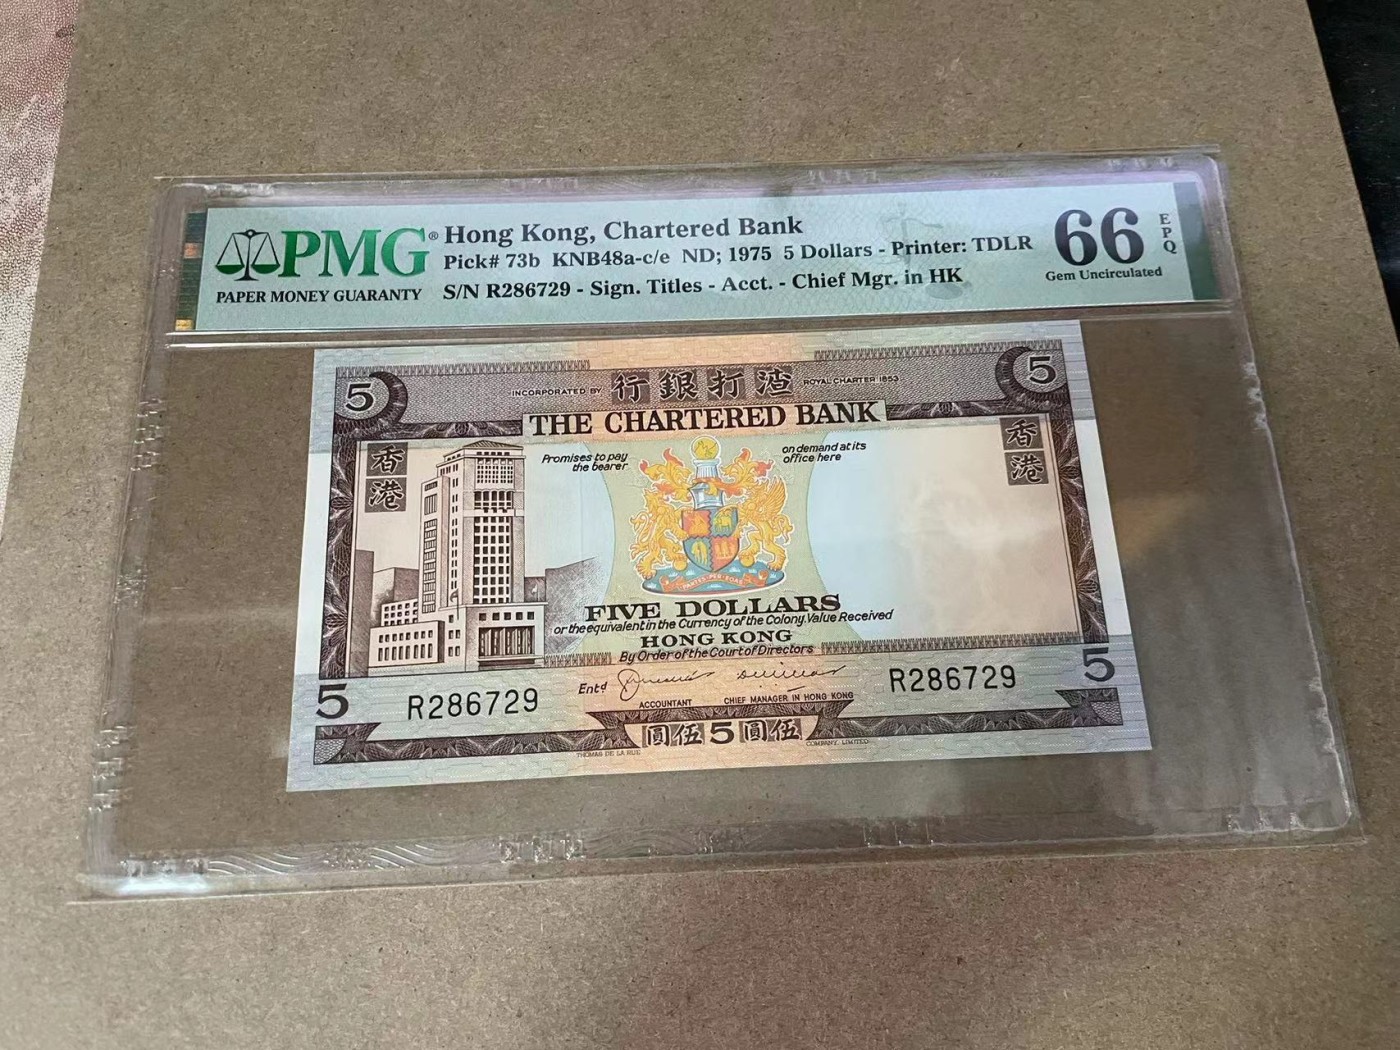 PMG® Hong Kong, Chartered Bank 66 EPQ
Pick# 73b KNB48a-c/e ND; 1975 5 Dollars - Printer: TDLR Gem Uncirculated
PAPER MONEY GUARANTY S/N R286729 - Sign. Titles - Acct. - Chief Mgr. in HK
5 INCORPORATED BY 行銀打渣 ROYAL CHARTER 1853 5
THE CHARTERED BANK
香港 香港
Promises to pay the bearer
on demand at its office here
FIVE DOLLARS
or the equivalent in the Currency of the Colony. Value Received
HONG KONG
By Order of the Court of Directors
5 R286729 Entd R286729 5
ACCOUNTANT CHIEF MANAGER IN HONG KONG
圓伍5圓伍
THOMAS DE LA RUE COMPANY, LIMITED